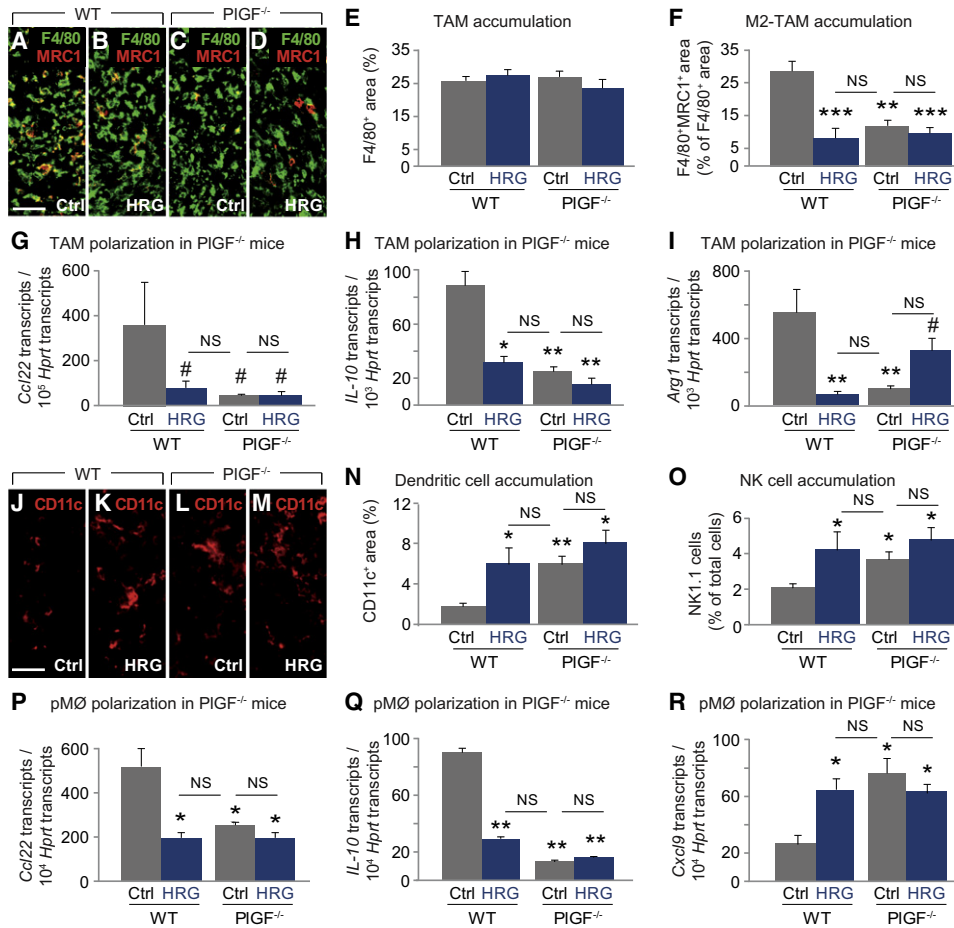 WT PlGF-/-
A F4/80 MRC1 Ctrl
B F4/80 MRC1 HRG
C F4/80 MRC1 Ctrl
D F4/80 MRC1 HRG
E TAM accumulation
F4/80+ area (%)
35
25
15
5
0
Ctrl HRG Ctrl HRG
WT PlGF-/-
F M2-TAM accumulation
F4/80+MRC1+ area
(% of F4/80+ area)
35
25
15
5
0
NS NS
*** ** ***
Ctrl HRG Ctrl HRG
WT PlGF-/-
G TAM polarization in PlGF-/- mice
Ccl22 transcripts /
10⁵ Hprt transcripts
600
400
200
0
NS NS
# # #
Ctrl HRG Ctrl HRG
WT PlGF-/-
H TAM polarization in PlGF-/- mice
IL-10 transcripts /
10³ Hprt transcripts
100
60
20
0
NS NS
* ** **
Ctrl HRG Ctrl HRG
WT PlGF-/-
I TAM polarization in PlGF-/- mice
Arg1 transcripts /
10³ Hprt transcripts
800
400
0
NS
NS
** ** #
Ctrl HRG Ctrl HRG
WT PlGF-/-
WT PlGF-/-
J CD11c Ctrl
K CD11c HRG
L CD11c Ctrl
M CD11c HRG
N Dendritic cell accumulation
CD11c+ area (%)
12
8
4
0
NS NS
* ** *
Ctrl HRG Ctrl HRG
WT PlGF-/-
O NK cell accumulation
NK1.1 cells
(% of total cells)
6
4
2
0
NS NS
* * *
Ctrl HRG Ctrl HRG
WT PlGF-/-
P pMØ polarization in PlGF-/- mice
Ccl22 transcripts /
10⁴ Hprt transcripts
600
400
200
0
NS NS
* * *
Ctrl HRG Ctrl HRG
WT PlGF-/-
Q pMØ polarization in PlGF-/- mice
IL-10 transcripts /
10⁴ Hprt transcripts
100
60
20
0
NS NS
** ** **
Ctrl HRG Ctrl HRG
WT PlGF-/-
R pMØ polarization in PlGF-/- mice
Cxcl9 transcripts /
10⁴ Hprt transcripts
100
60
20
0
NS NS
* * *
Ctrl HRG Ctrl HRG
WT PlGF-/-